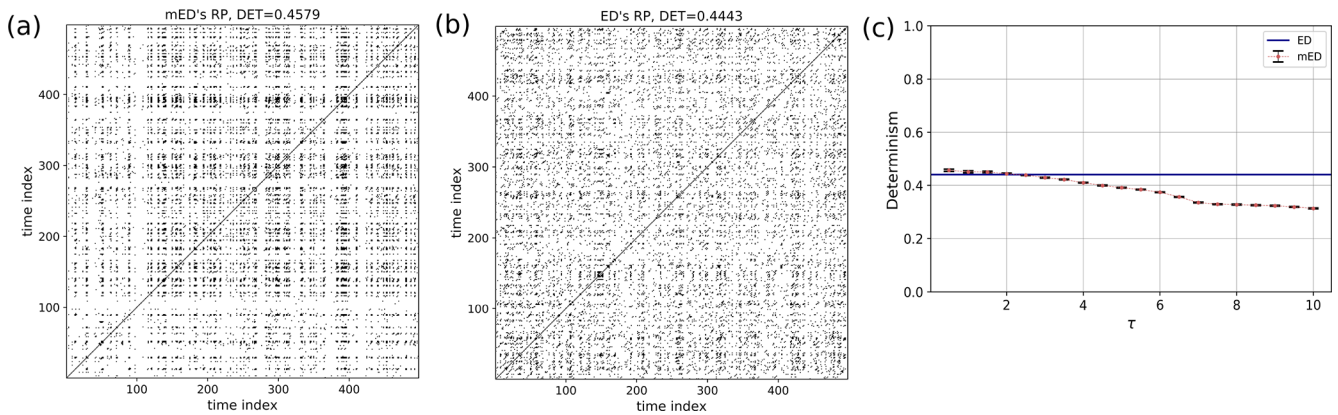 (a)
mED's RP, DET=0.4579
400
300
200
100
time index
100 200 300 400
time index
(b)
ED's RP, DET=0.4443
400
300
200
100
time index
100 200 300 400
time index
(c)
1.0
0.8
0.6
0.4
0.2
0.0
Determinism
ED
mED
2 4 6 8 10
τ